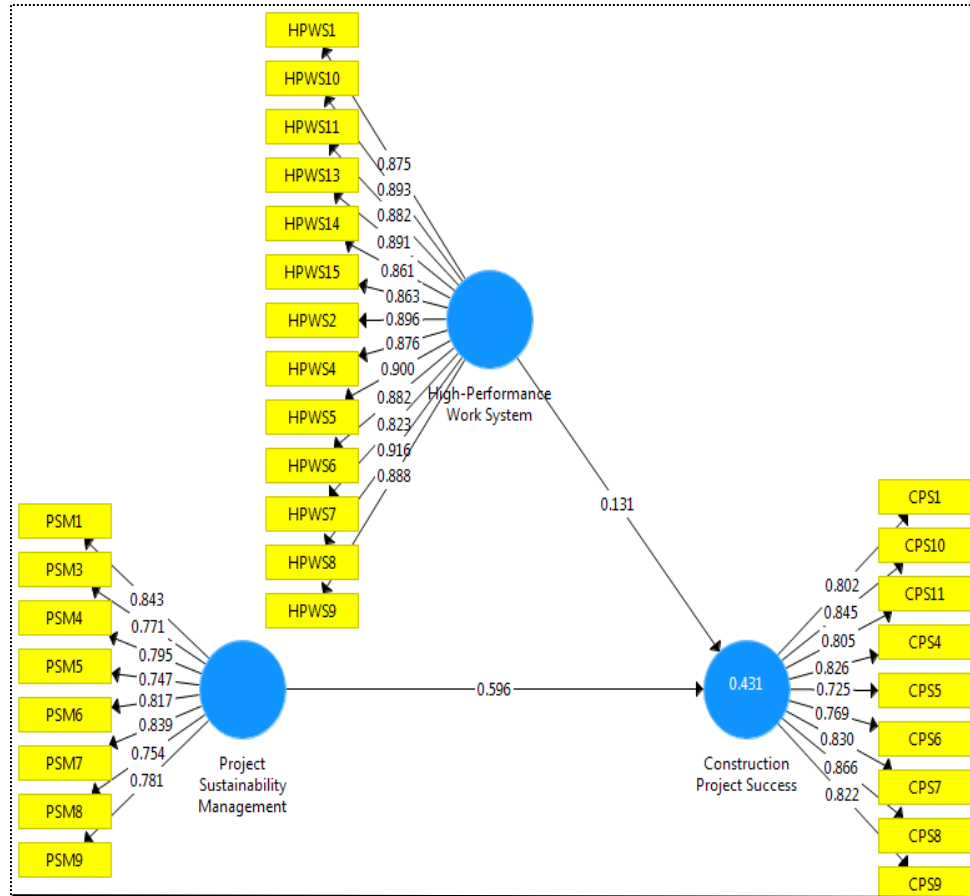 HPWS1
HPWS10
HPWS11
HPWS13
HPWS14
HPWS15
HPWS2
HPWS4
HPWS5
HPWS6
HPWS7
HPWS8
HPWS9
0.875
0.893
0.882
0.891
0.861
0.863
0.896
0.876
0.900
0.882
0.823
0.916
0.888
High-Performance
Work System
0.131
PSM1
PSM3
PSM4
PSM5
PSM6
PSM7
PSM8
PSM9
0.843
0.771
0.795
0.747
0.817
0.839
0.754
0.781
Project
Sustainability
Management
0.596
0.431
Construction
Project Success
0.802
0.845
0.805
0.826
0.725
0.769
0.830
0.866
0.822
CPS1
CPS10
CPS11
CPS4
CPS5
CPS6
CPS7
CPS8
CPS9